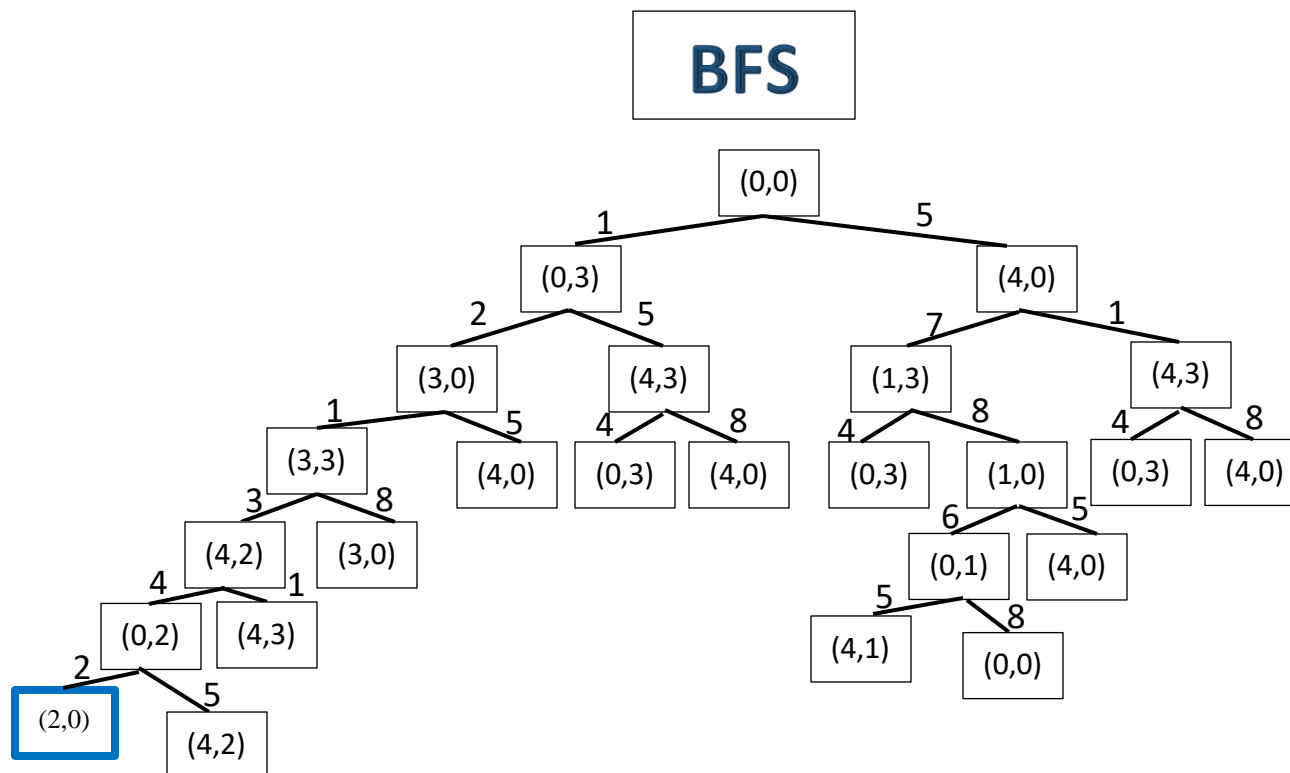 BFS
(0,0)
1 5
(0,3) (4,0)
2 5 7 1
(3,0) (4,3) (1,3) (4,3)
1 5 4 8 4 8 4 8
(3,3) (4,0) (0,3) (4,0) (0,3) (1,0) (0,3) (4,0)
3 8 6 5
(4,2) (3,0) (0,1) (4,0)
4 1 5 8
(0,2) (4,3) (4,1) (0,0)
2 5
(2,0) (4,2)